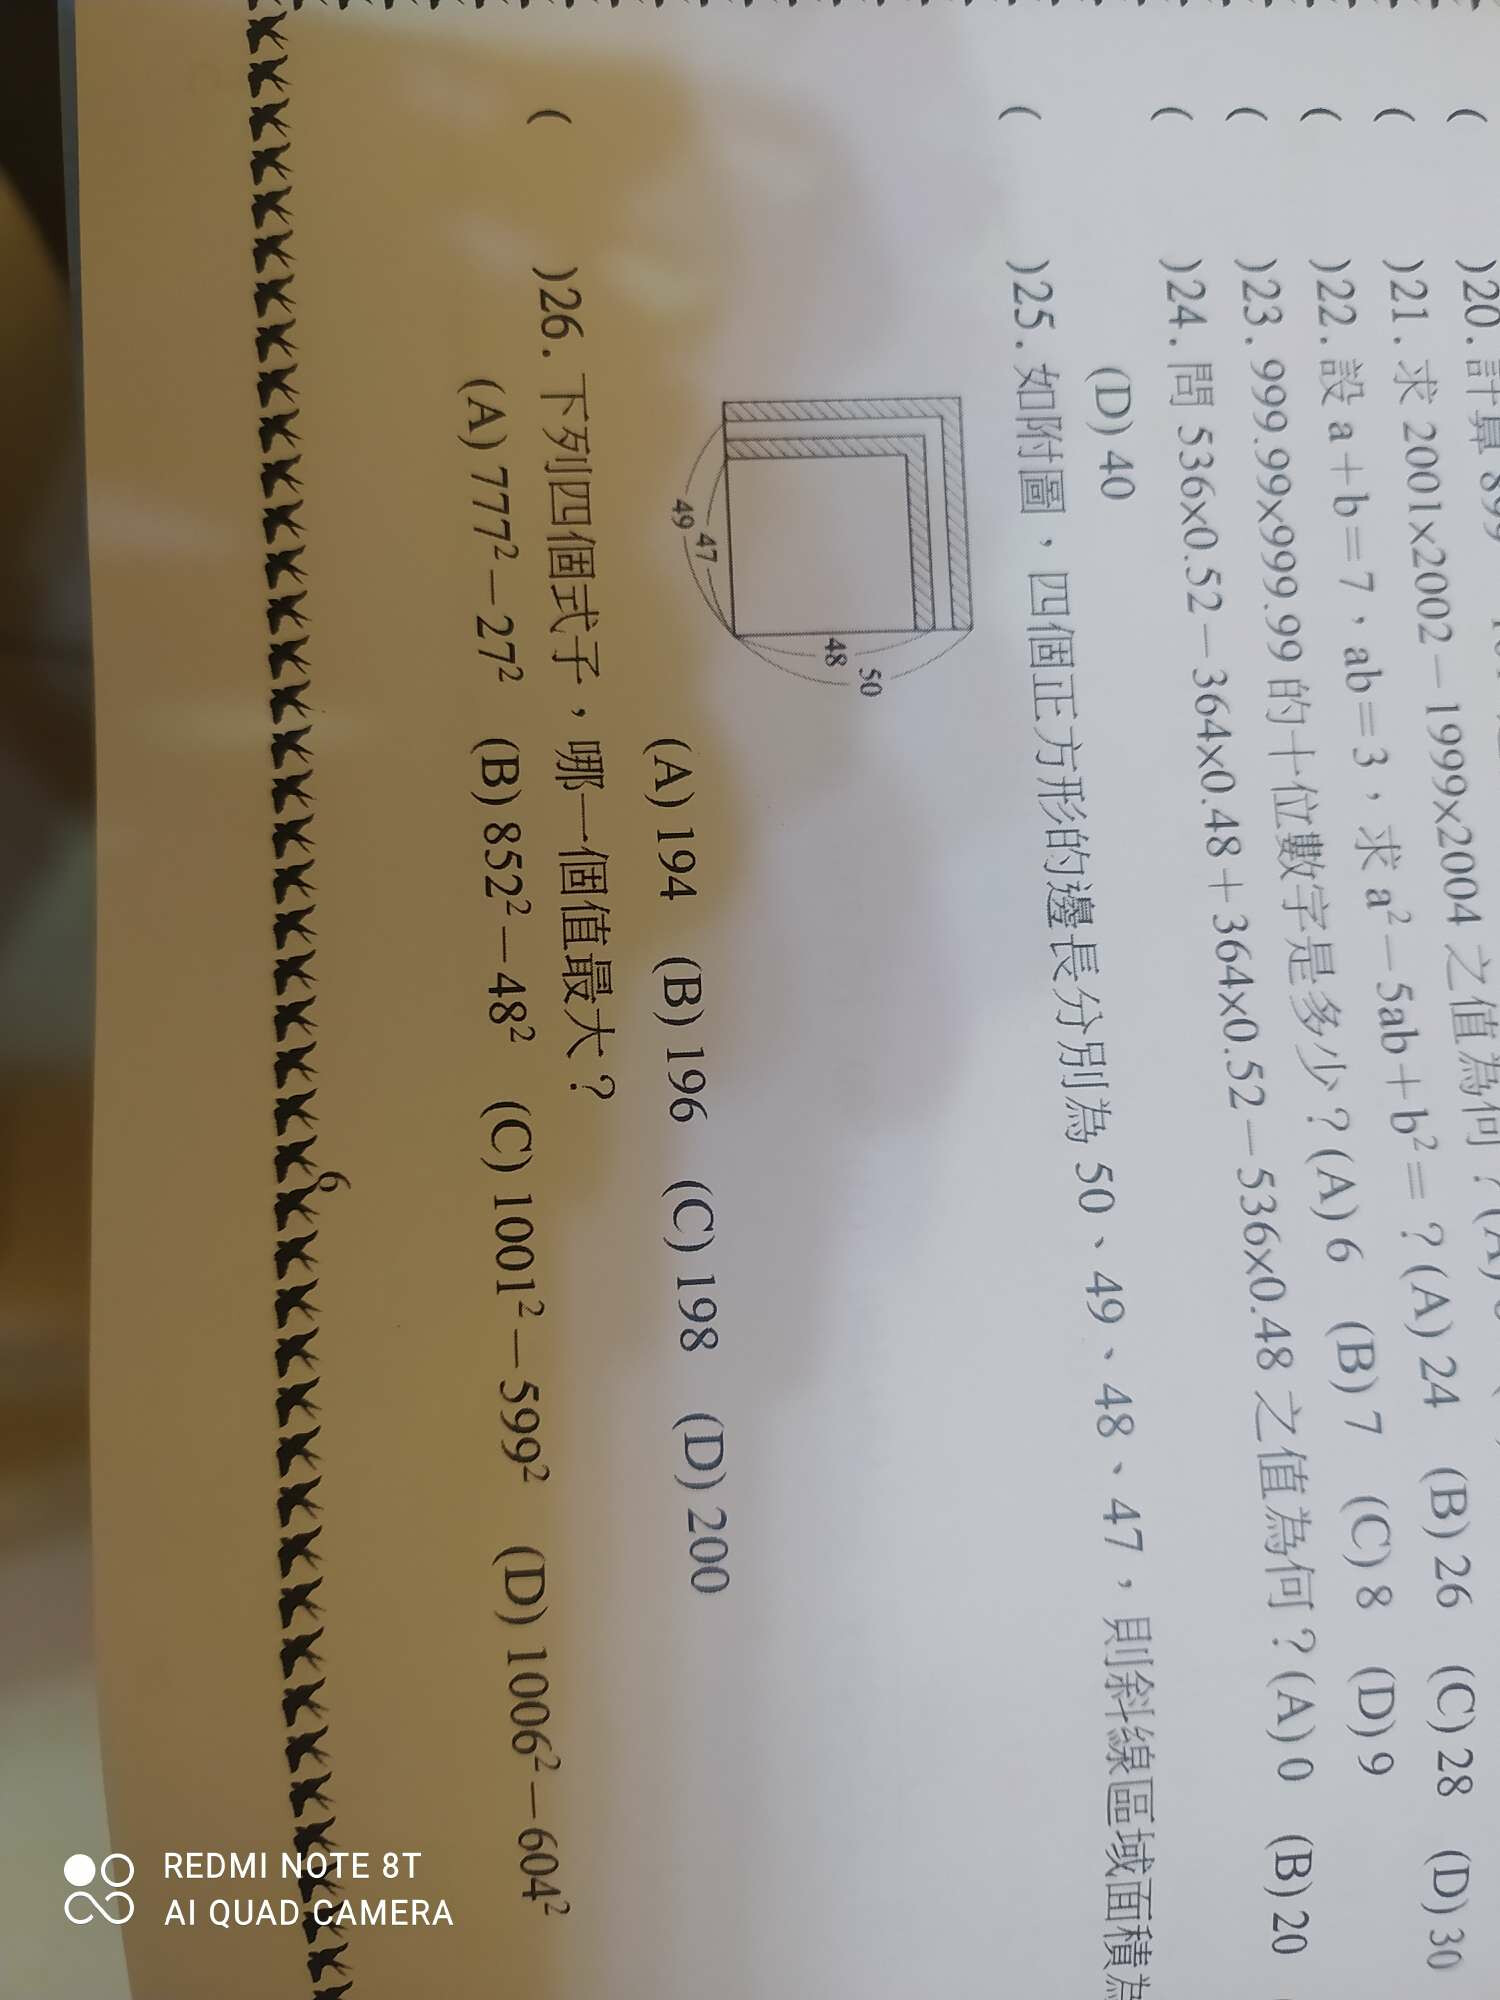 ( )20.計算 899
( )21.求 2001×2002－1999×2004 之值為何？(A)
( )22.設 a＋b＝7，ab＝3，求 a²－5ab＋b²＝？(A) 24 (B) 26 (C) 28 (D) 30
( )23. 999.99×999.99 的十位數字是多少？(A) 6 (B) 7 (C) 8 (D) 9
( )24.問 536×0.52－364×0.48＋364×0.52－536×0.48 之值為何？(A) 0 (B) 20
(D) 40
( )25.如附圖，四個正方形的邊長分別為 50、49、48、47，則斜線區域面積為
50
48
47
49
(A) 194 (B) 196 (C) 198 (D) 200
( )26.下列四個式子，哪一個值最大？
(A) 777²－27² (B) 852²－48² (C) 1001²－599² (D) 1006²－604²
6
REDMI NOTE 8T
AI QUAD CAMERA